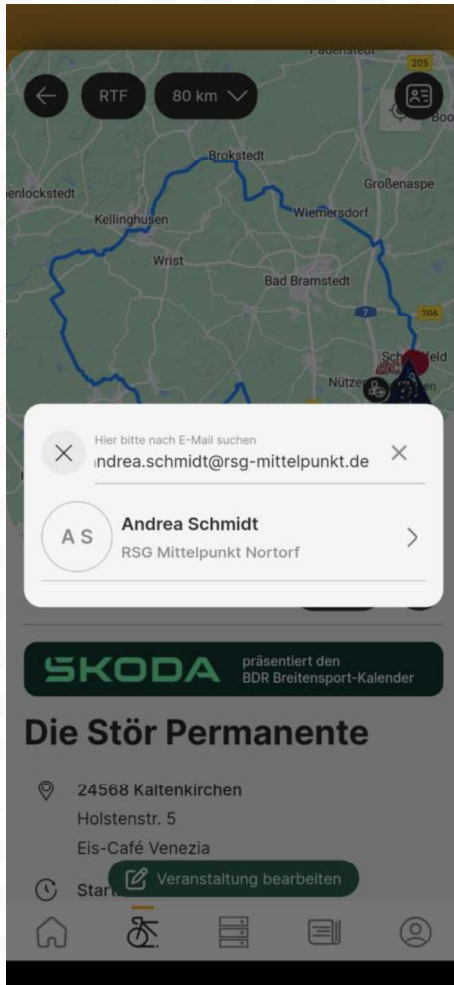 Padenstedt
205
RTF
80 km
Boo
Brokstedt
Großenaspe
enlockstedt
Kellinghusen
Wiemersdorf
Wrist
Bad Bramstedt
7
206
Nützen
Hier bitte nach E-Mail suchen
ndrea.schmidt@rsg-mittelpunkt.de
A S
Andrea Schmidt
RSG Mittelpunkt Nortorf
SKODA
präsentiert den
BDR Breitensport-Kalender
Die Stör Permanente
24568 Kaltenkirchen
Holstenstr. 5
Eis-Café Venezia
Start
Veranstaltung bearbeiten